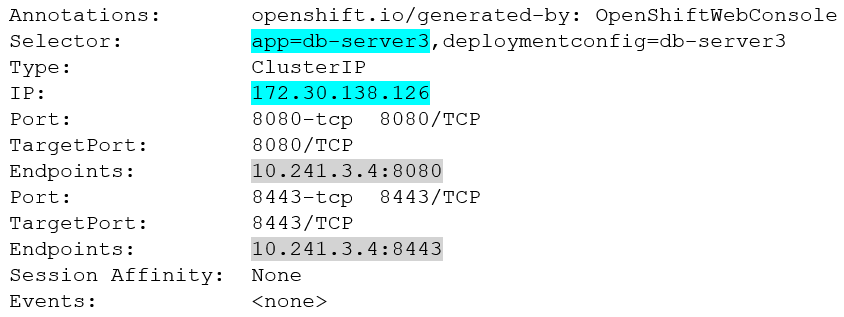 Annotations: openshift.io/generated-by: OpenShiftWebConsole
Selector: app=db-server3,deploymentconfig=db-server3
Type: ClusterIP
IP: 172.30.138.126
Port: 8080-tcp 8080/TCP
TargetPort: 8080/TCP
Endpoints: 10.241.3.4:8080
Port: 8443-tcp 8443/TCP
TargetPort: 8443/TCP
Endpoints: 10.241.3.4:8443
Session Affinity: None
Events: <none>